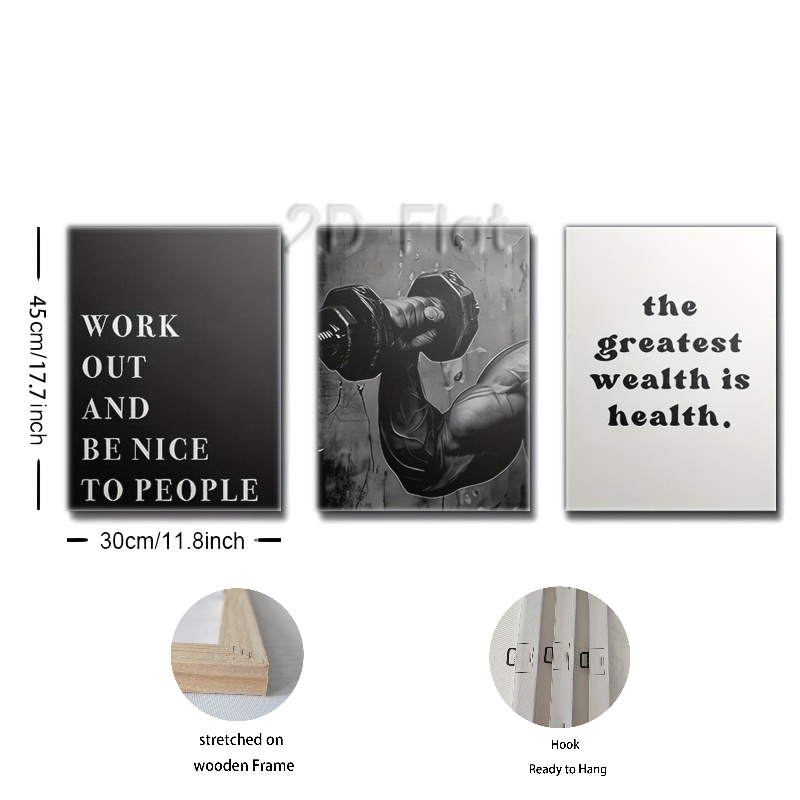 2D Flat
WORK
OUT
AND
BE NICE
TO PEOPLE
the
greatest
wealth is
health.
45cm/17.7inch
30cm/11.8inch
stretched on
wooden Frame
Hook
Ready to Hang